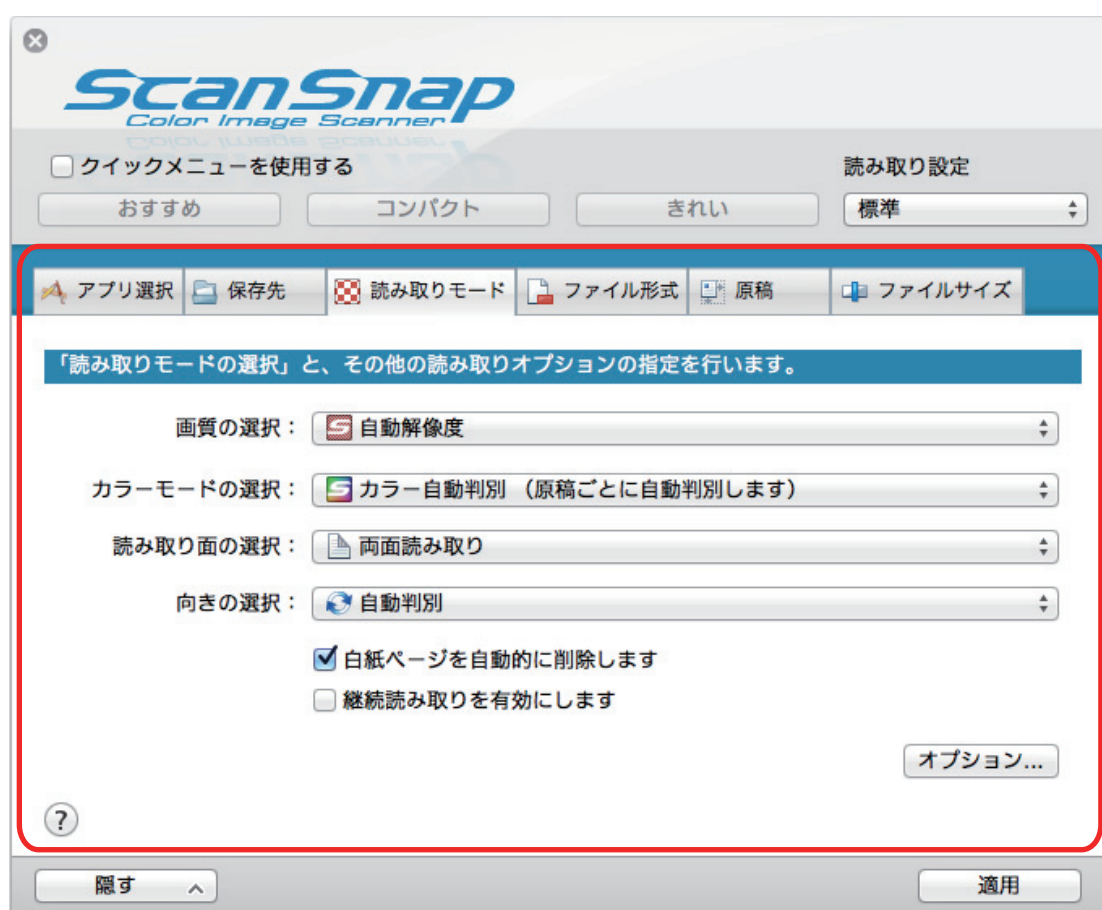 ScanSnap
Color Image Scanner
クイックメニューを使用する
読み取り設定
おすすめ
コンパクト
きれい
標準
アプリ選択
保存先
読み取りモード
ファイル形式
原稿
ファイルサイズ
「読み取りモードの選択」と、その他の読み取りオプションの指定を行います。
画質の選択： 自動解像度
カラーモードの選択： カラー自動判別 （原稿ごとに自動判別します）
読み取り面の選択： 両面読み取り
向きの選択： 自動判別
白紙ページを自動的に削除します
継続読み取りを有効にします
オプション...
?
隠す
適用